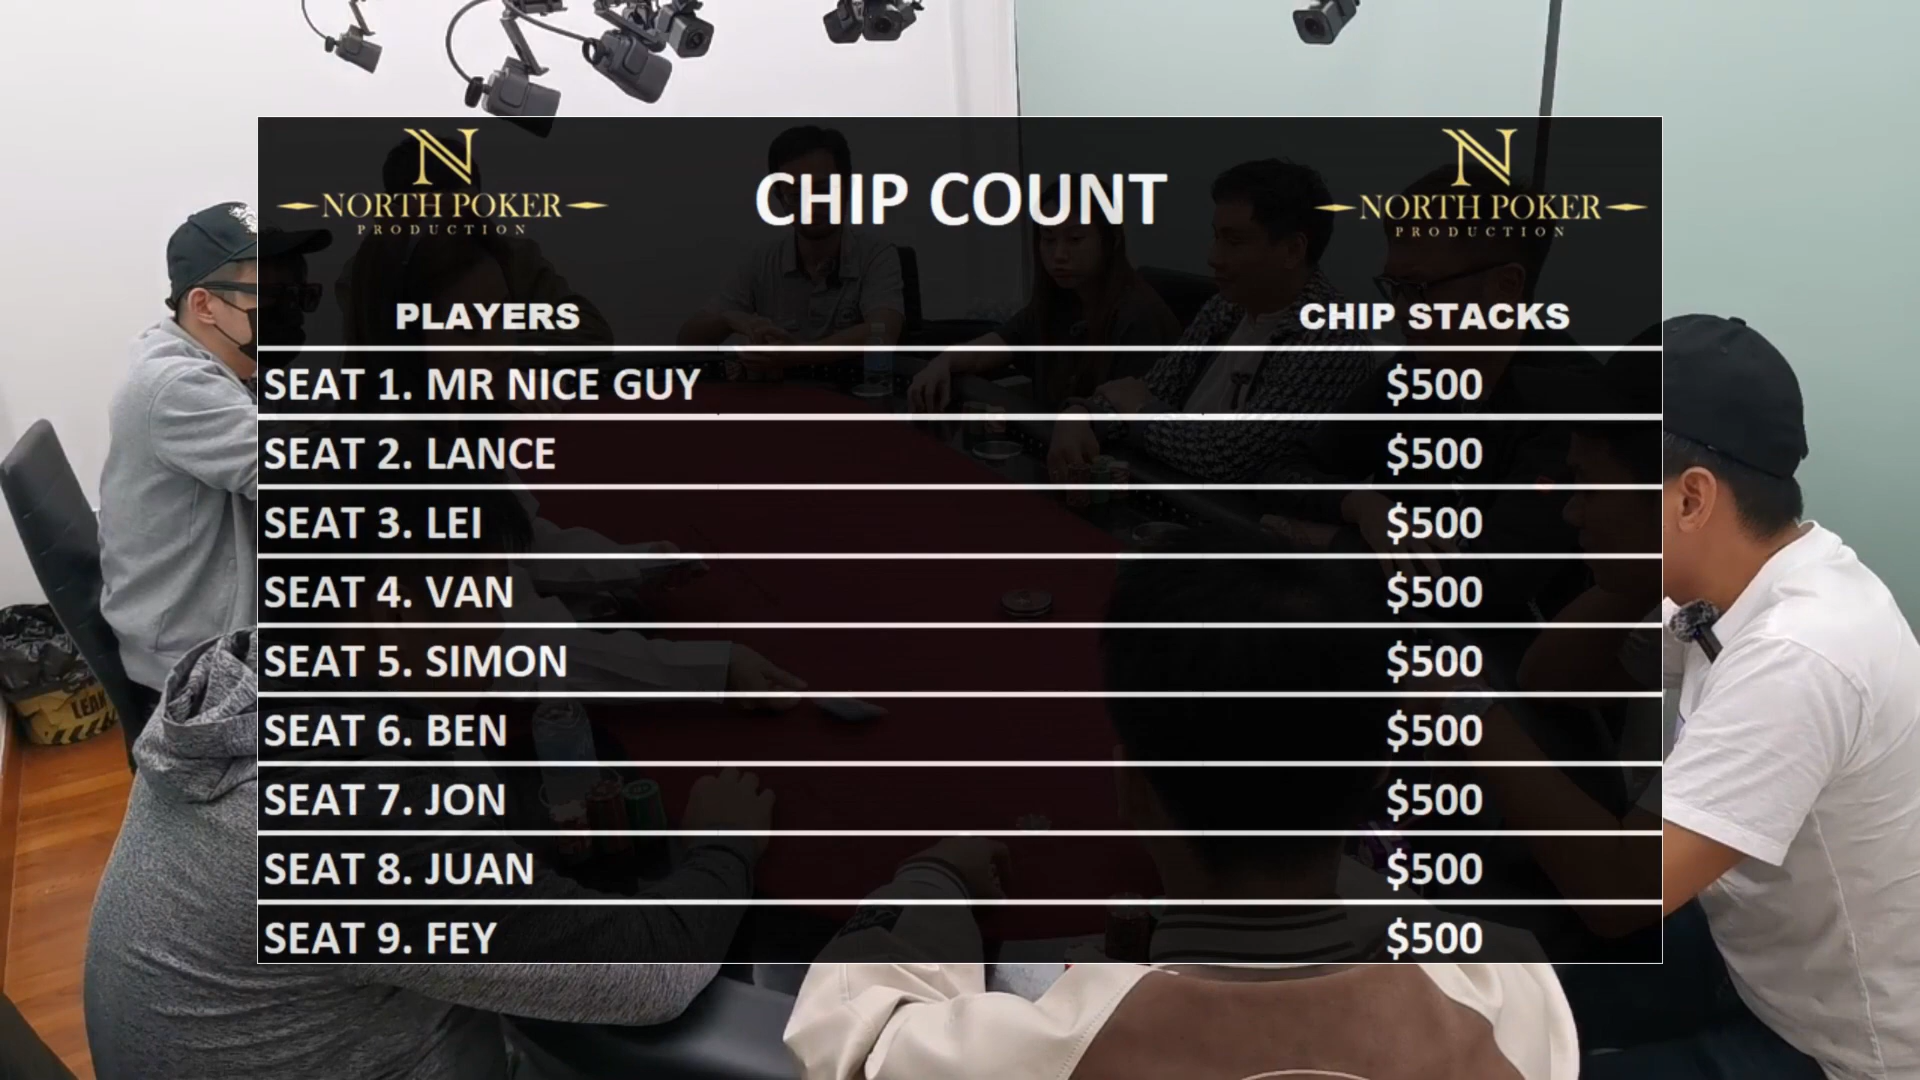 N
NORTH POKER
PRODUCTION
CHIP COUNT
N
NORTH POKER
PRODUCTION
PLAYERS CHIP STACKS
SEAT 1. MR NICE GUY $500
SEAT 2. LANCE $500
SEAT 3. LEI $500
SEAT 4. VAN $500
SEAT 5. SIMON $500
SEAT 6. BEN $500
SEAT 7. JON $500
SEAT 8. JUAN $500
SEAT 9. FEY $500